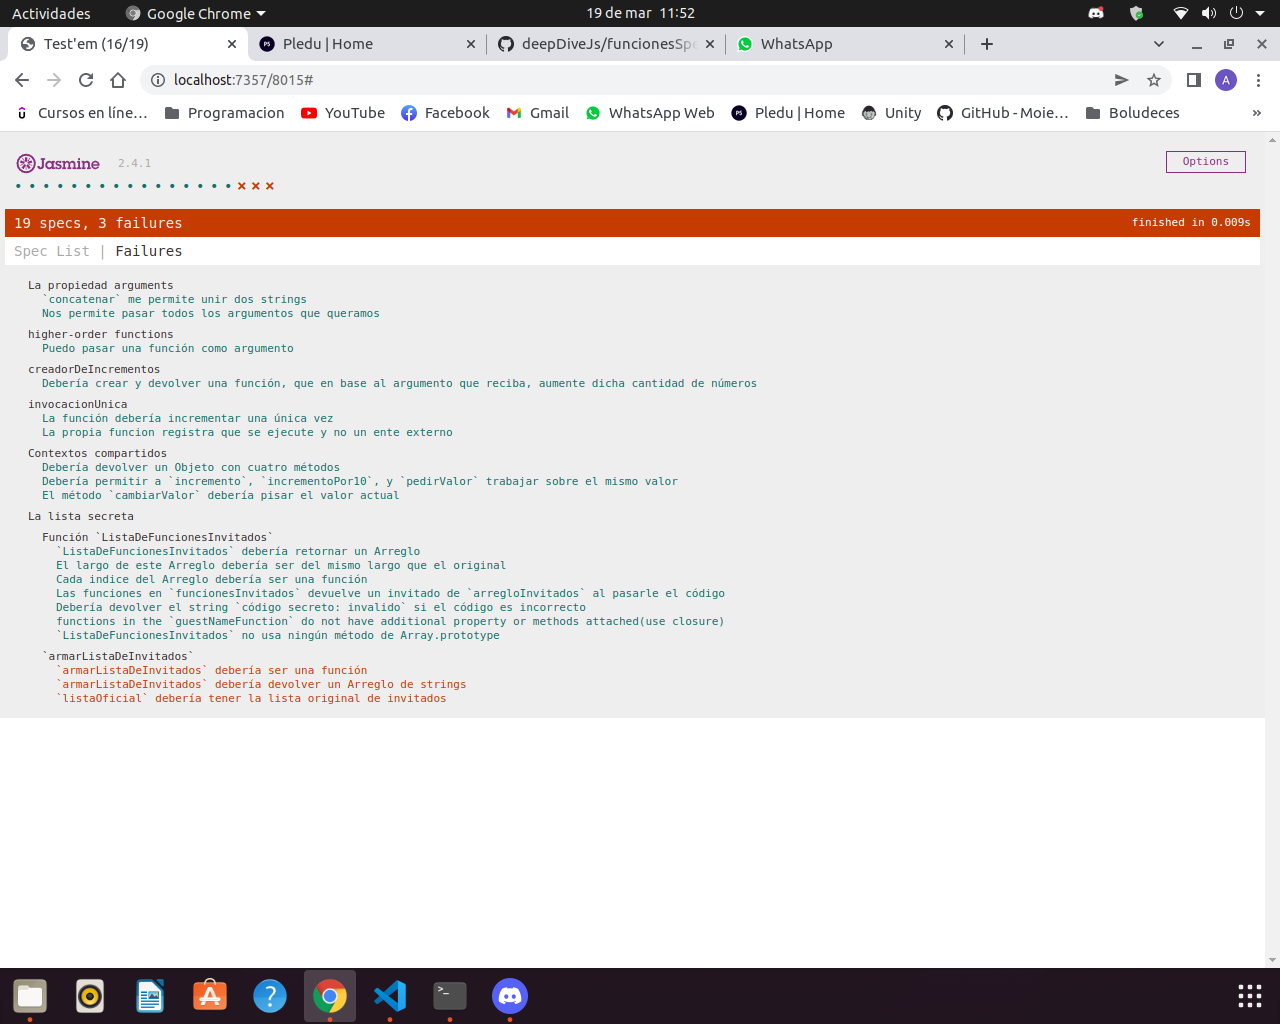 Actividades
Google Chrome
19 de mar 11:52
Test'em (16/19)
Pledu | Home
deepDiveJs/funcionesSpe
WhatsApp
localhost:7357/8015#
A
Cursos en líne…
Programacion
YouTube
Facebook
Gmail
WhatsApp Web
Pledu | Home
Unity
GitHub - Moie…
Boludeces
»
Jasmine 2.4.1
Options
• • • • • • • • • • • • • • • • × × ×
19 specs, 3 failures
finished in 0.009s
Spec List | Failures
La propiedad arguments
`concatenar` me permite unir dos strings
Nos permite pasar todos los argumentos que queramos
higher-order functions
Puedo pasar una función como argumento
creadorDeIncrementos
Debería crear y devolver una función, que en base al argumento que reciba, aumente dicha cantidad de números
invocacionUnica
La función debería incrementar una única vez
La propia funcion registra que se ejecute y no un ente externo
Contextos compartidos
Debería devolver un Objeto con cuatro métodos
Debería permitir a `incremento`, `incrementoPor10`, y `pedirValor` trabajar sobre el mismo valor
El método `cambiarValor` debería pisar el valor actual
La lista secreta
Función `ListaDeFuncionesInvitados`
`ListaDeFuncionesInvitados` debería retornar un Arreglo
El largo de este Arreglo debería ser del mismo largo que el original
Cada indice del Arreglo debería ser una función
Las funciones en `funcionesInvitados` devuelve un invitado de `arregloInvitados` al pasarle el código
Debería devolver el string `código secreto: invalido` si el código es incorrecto
functions in the `guestNameFunction` do not have additional property or methods attached(use closure)
`ListaDeFuncionesInvitados` no usa ningún método de Array.prototype
`armarListaDeInvitados`
`armarListaDeInvitados` debería ser una función
`armarListaDeInvitados` debería devolver un Arreglo de strings
`listaOficial` debería tener la lista original de invitados